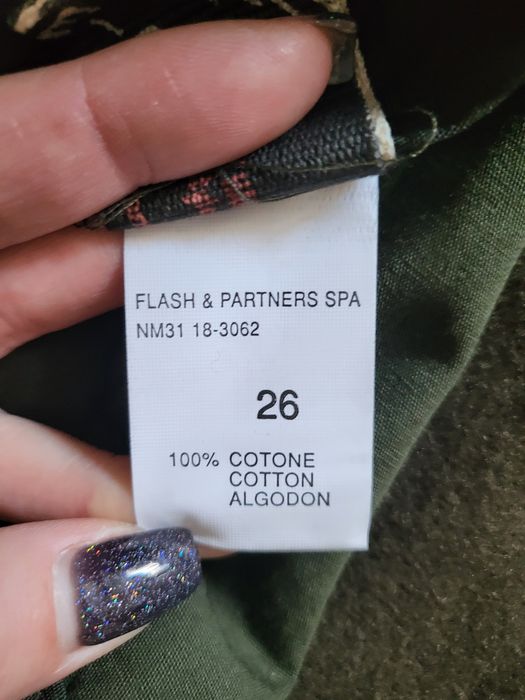 FLASH & PARTNERS SPA
NM31 18-3062
26
100% COTONE
COTTON
ALGODON